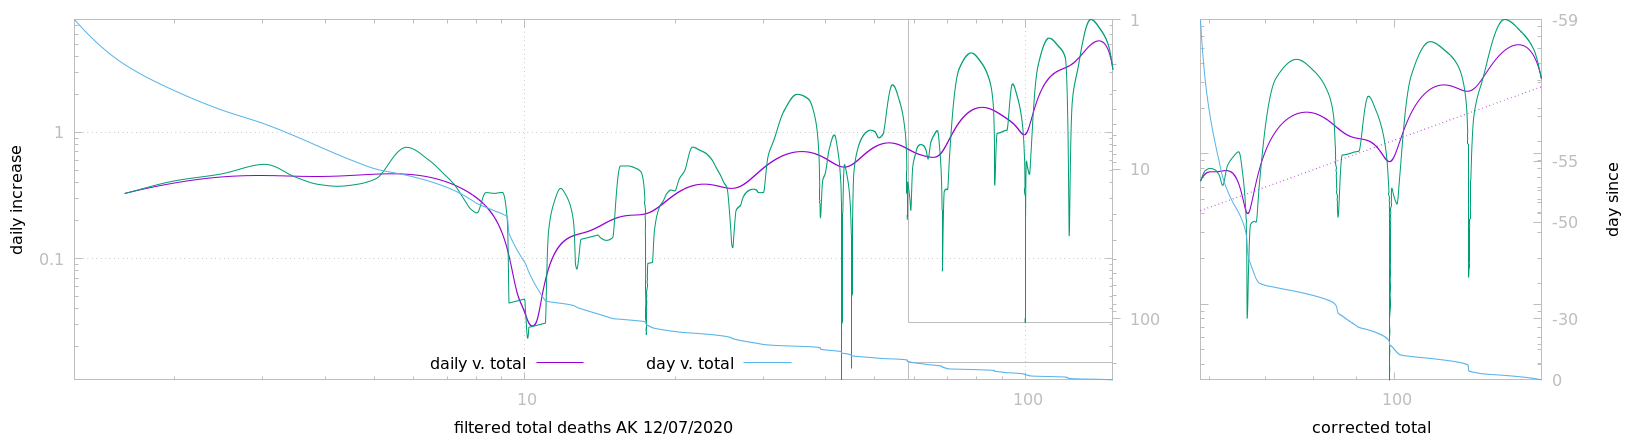 1
-59
daily increase
1
10
-55
-50
day since
0.1
100
-30
daily v. total
day v. total
0
10
100
100
filtered total deaths AK 12/07/2020
corrected total